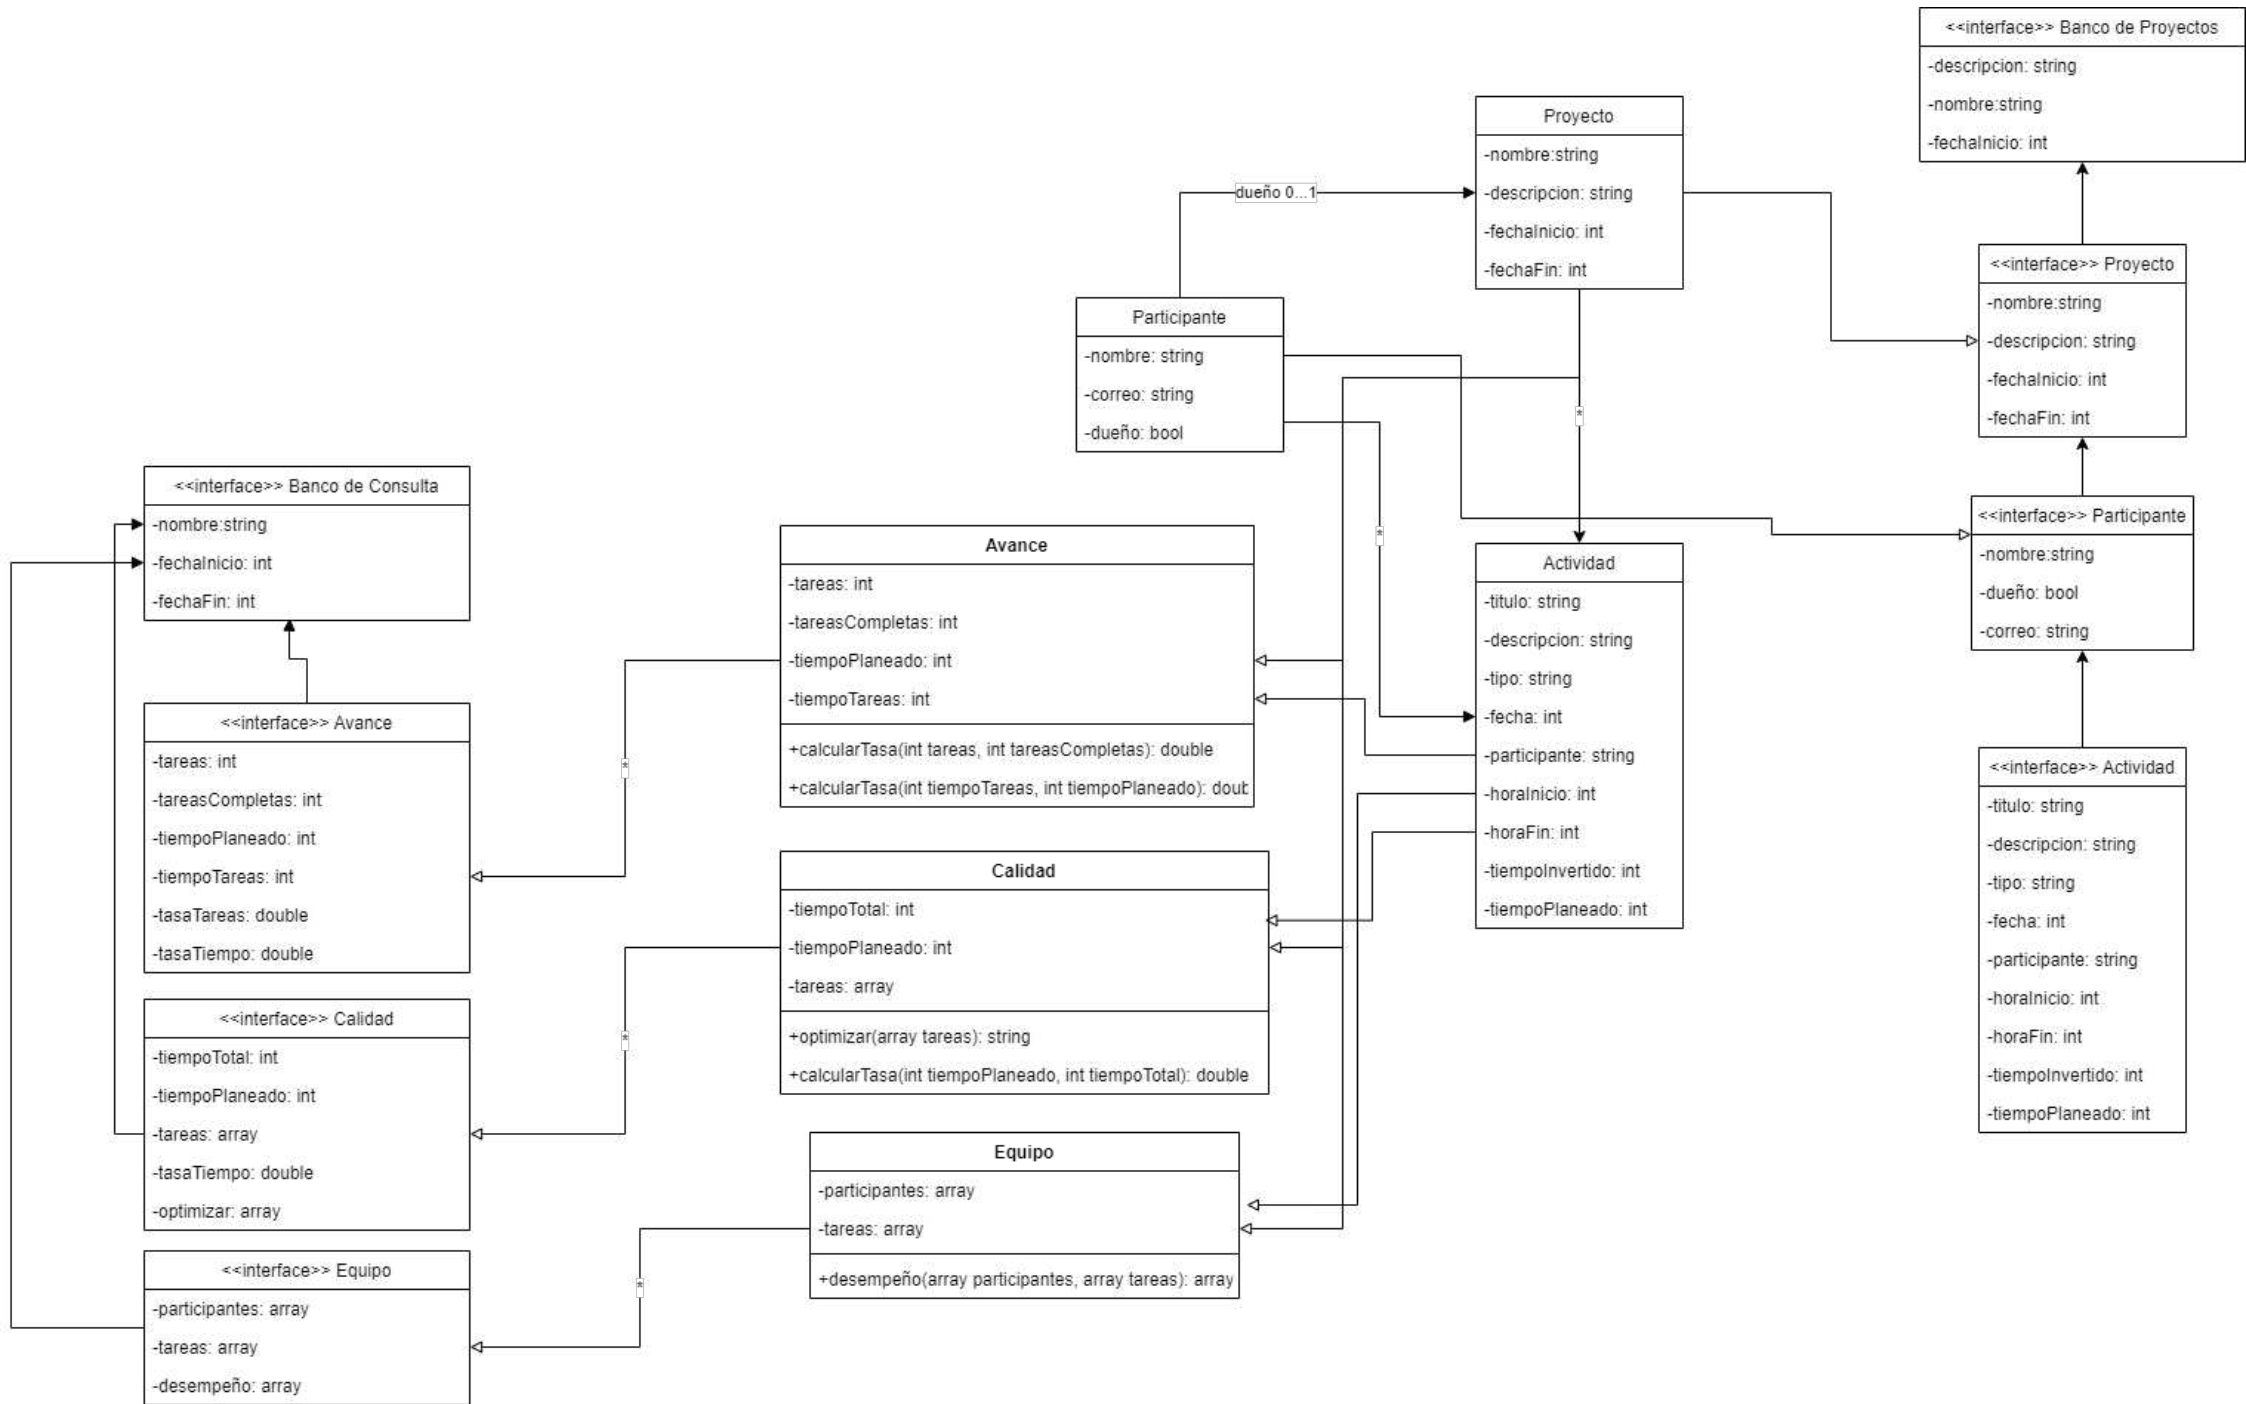 <<interface>> Banco de Proyectos
-descripcion: string
-nombre:string
-fechaInicio: int
Proyecto
-nombre:string
-descripcion: string
-fechaInicio: int
-fechaFin: int
dueño 0...1
<<interface>> Proyecto
-nombre:string
-descripcion: string
-fechaInicio: int
-fechaFin: int
Participante
-nombre: string
-correo: string
-dueño: bool
*
*
<<interface>> Participante
-nombre:string
-dueño: bool
-correo: string
<<interface>> Banco de Consulta
-nombre:string
-fechaInicio: int
-fechaFin: int
Avance
-tareas: int
-tareasCompletas: int
-tiempoPlaneado: int
-tiempoTareas: int
+calcularTasa(int tareas, int tareasCompletas): double
+calcularTasa(int tiempoTareas, int tiempoPlaneado): doub
Actividad
-titulo: string
-descripcion: string
-tipo: string
-fecha: int
-participante: string
-horaInicio: int
-horaFin: int
-tiempoInvertido: int
-tiempoPlaneado: int
<<interface>> Actividad
-titulo: string
-descripcion: string
-tipo: string
-fecha: int
-participante: string
-horaInicio: int
-horaFin: int
-tiempoInvertido: int
-tiempoPlaneado: int
<<interface>> Avance
-tareas: int
-tareasCompletas: int
-tiempoPlaneado: int
-tiempoTareas: int
-tasaTareas: double
-tasaTiempo: double
*
Calidad
-tiempoTotal: int
-tiempoPlaneado: int
-tareas: array
+optimizar(array tareas): string
+calcularTasa(int tiempoPlaneado, int tiempoTotal): double
*
<<interface>> Calidad
-tiempoTotal: int
-tiempoPlaneado: int
-tareas: array
-tasaTiempo: double
-optimizar: array
Equipo
-participantes: array
-tareas: array
+desempeño(array participantes, array tareas): array
*
<<interface>> Equipo
-participantes: array
-tareas: array
-desempeño: array